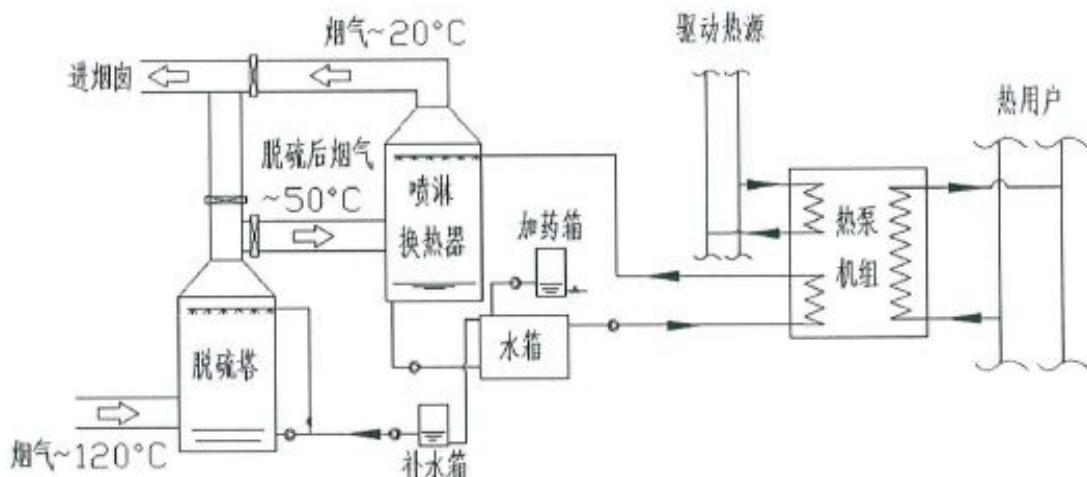 烟气~20°C
驱动热源
进烟囱
热用户
脱硫后烟气
~50°C
喷淋
换热器
加药箱
热泵
机组
水箱
脱硫塔
烟气~120°C
补水箱